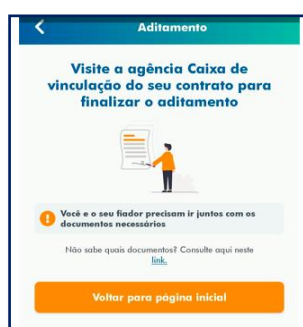 Aditamento
Visite a agência Caixa de
vinculação do seu contrato para
finalizar o aditamento
Você e o seu fiador precisam ir juntos com os
documentos necessários
Não sabe quais documentos? Consulte aqui neste
link.
Voltar para página inicial